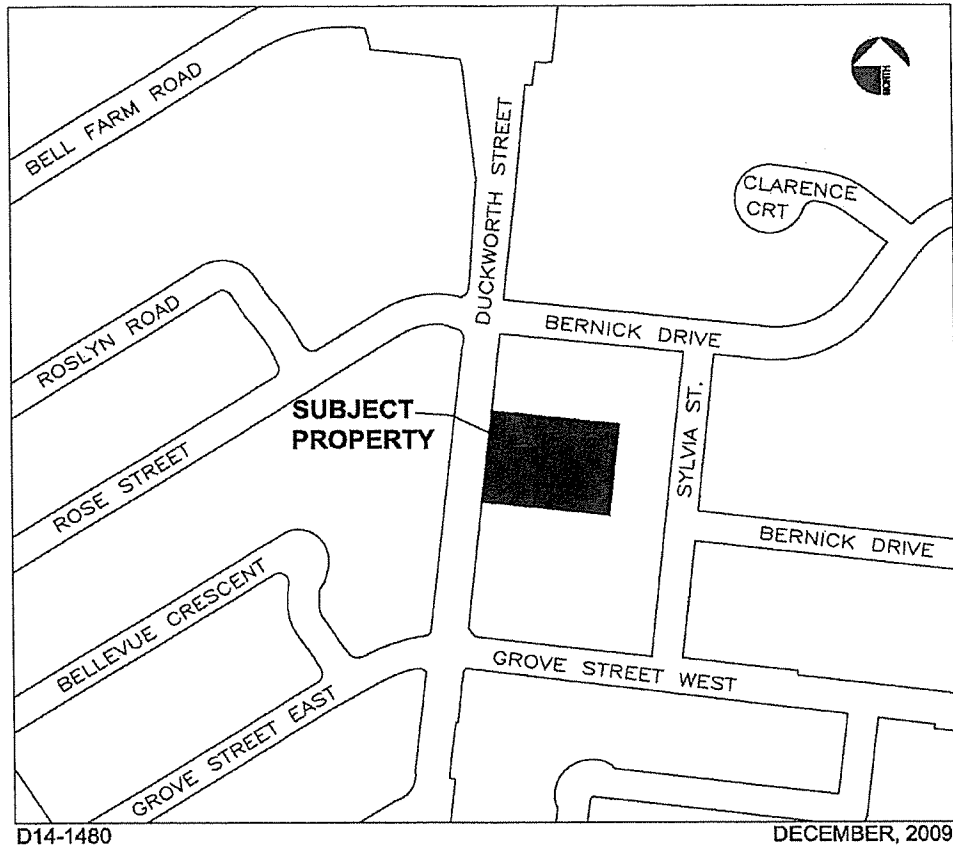 BELL FARM ROAD
DUCKWORTH STREET
NORTH
CLARENCE
CRT
ROSLYN ROAD
BERNICK DRIVE
SUBJECT
PROPERTY
SYLVIA ST.
ROSE STREET
BERNICK DRIVE
BELLEVUE CRESCENT
GROVE STREET WEST
GROVE STREET EAST
D14-1480
DECEMBER, 2009